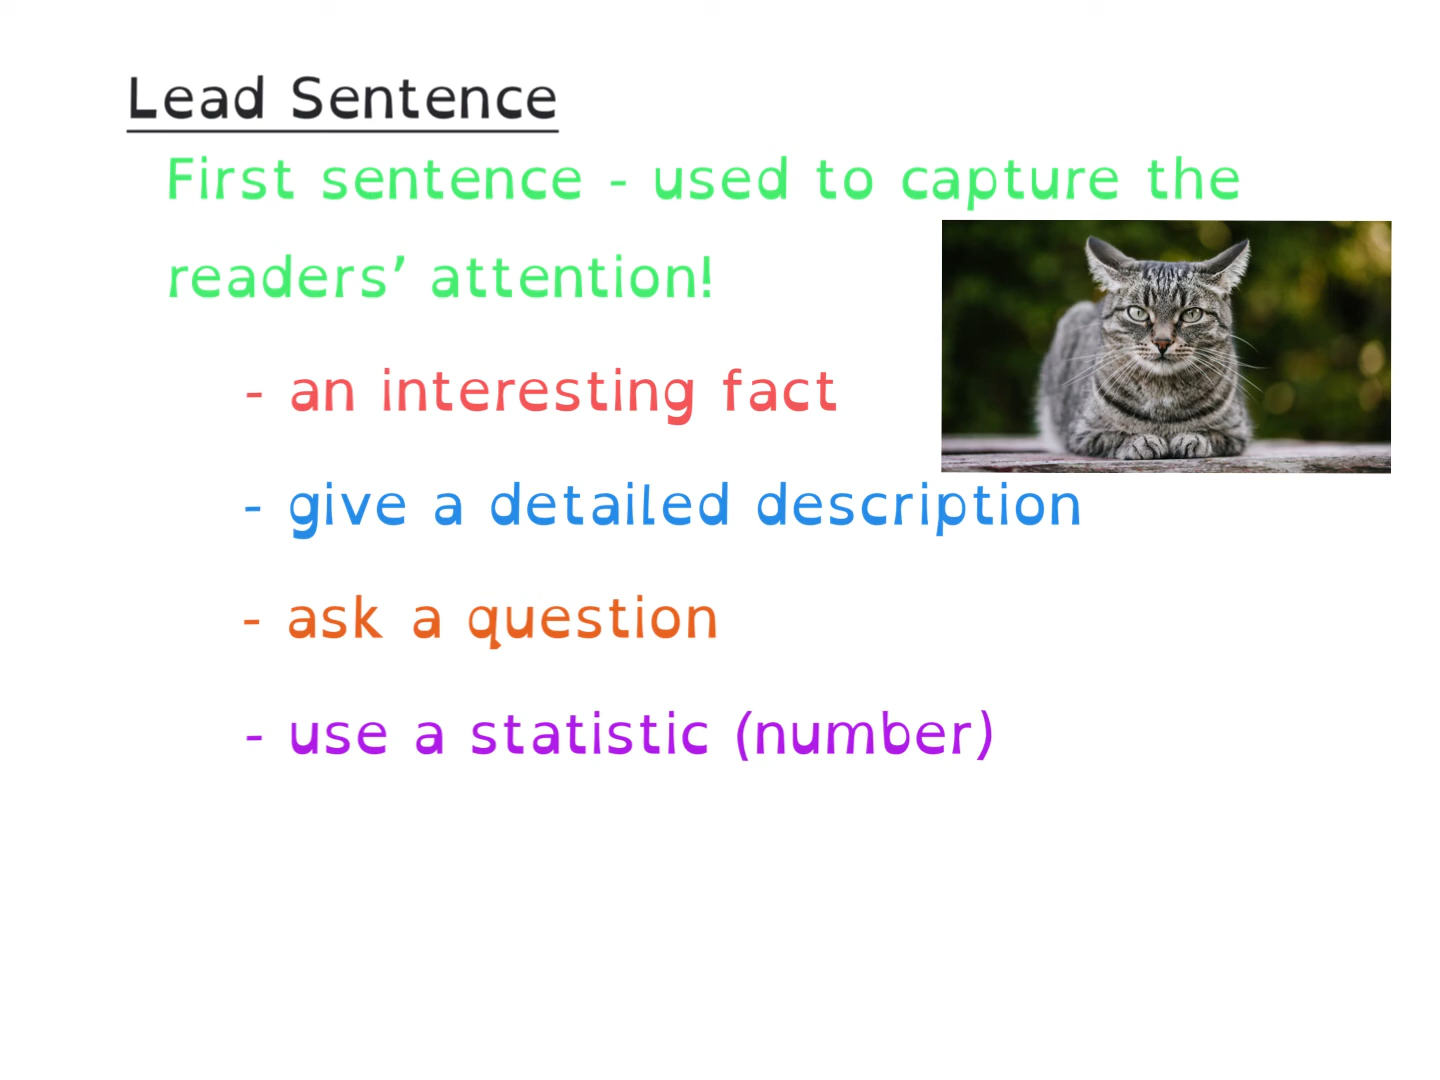 Lead Sentence
First sentence - used to capture the
readers’ attention!
- an interesting fact
- give a detailed description
- ask a question
- use a statistic (number)